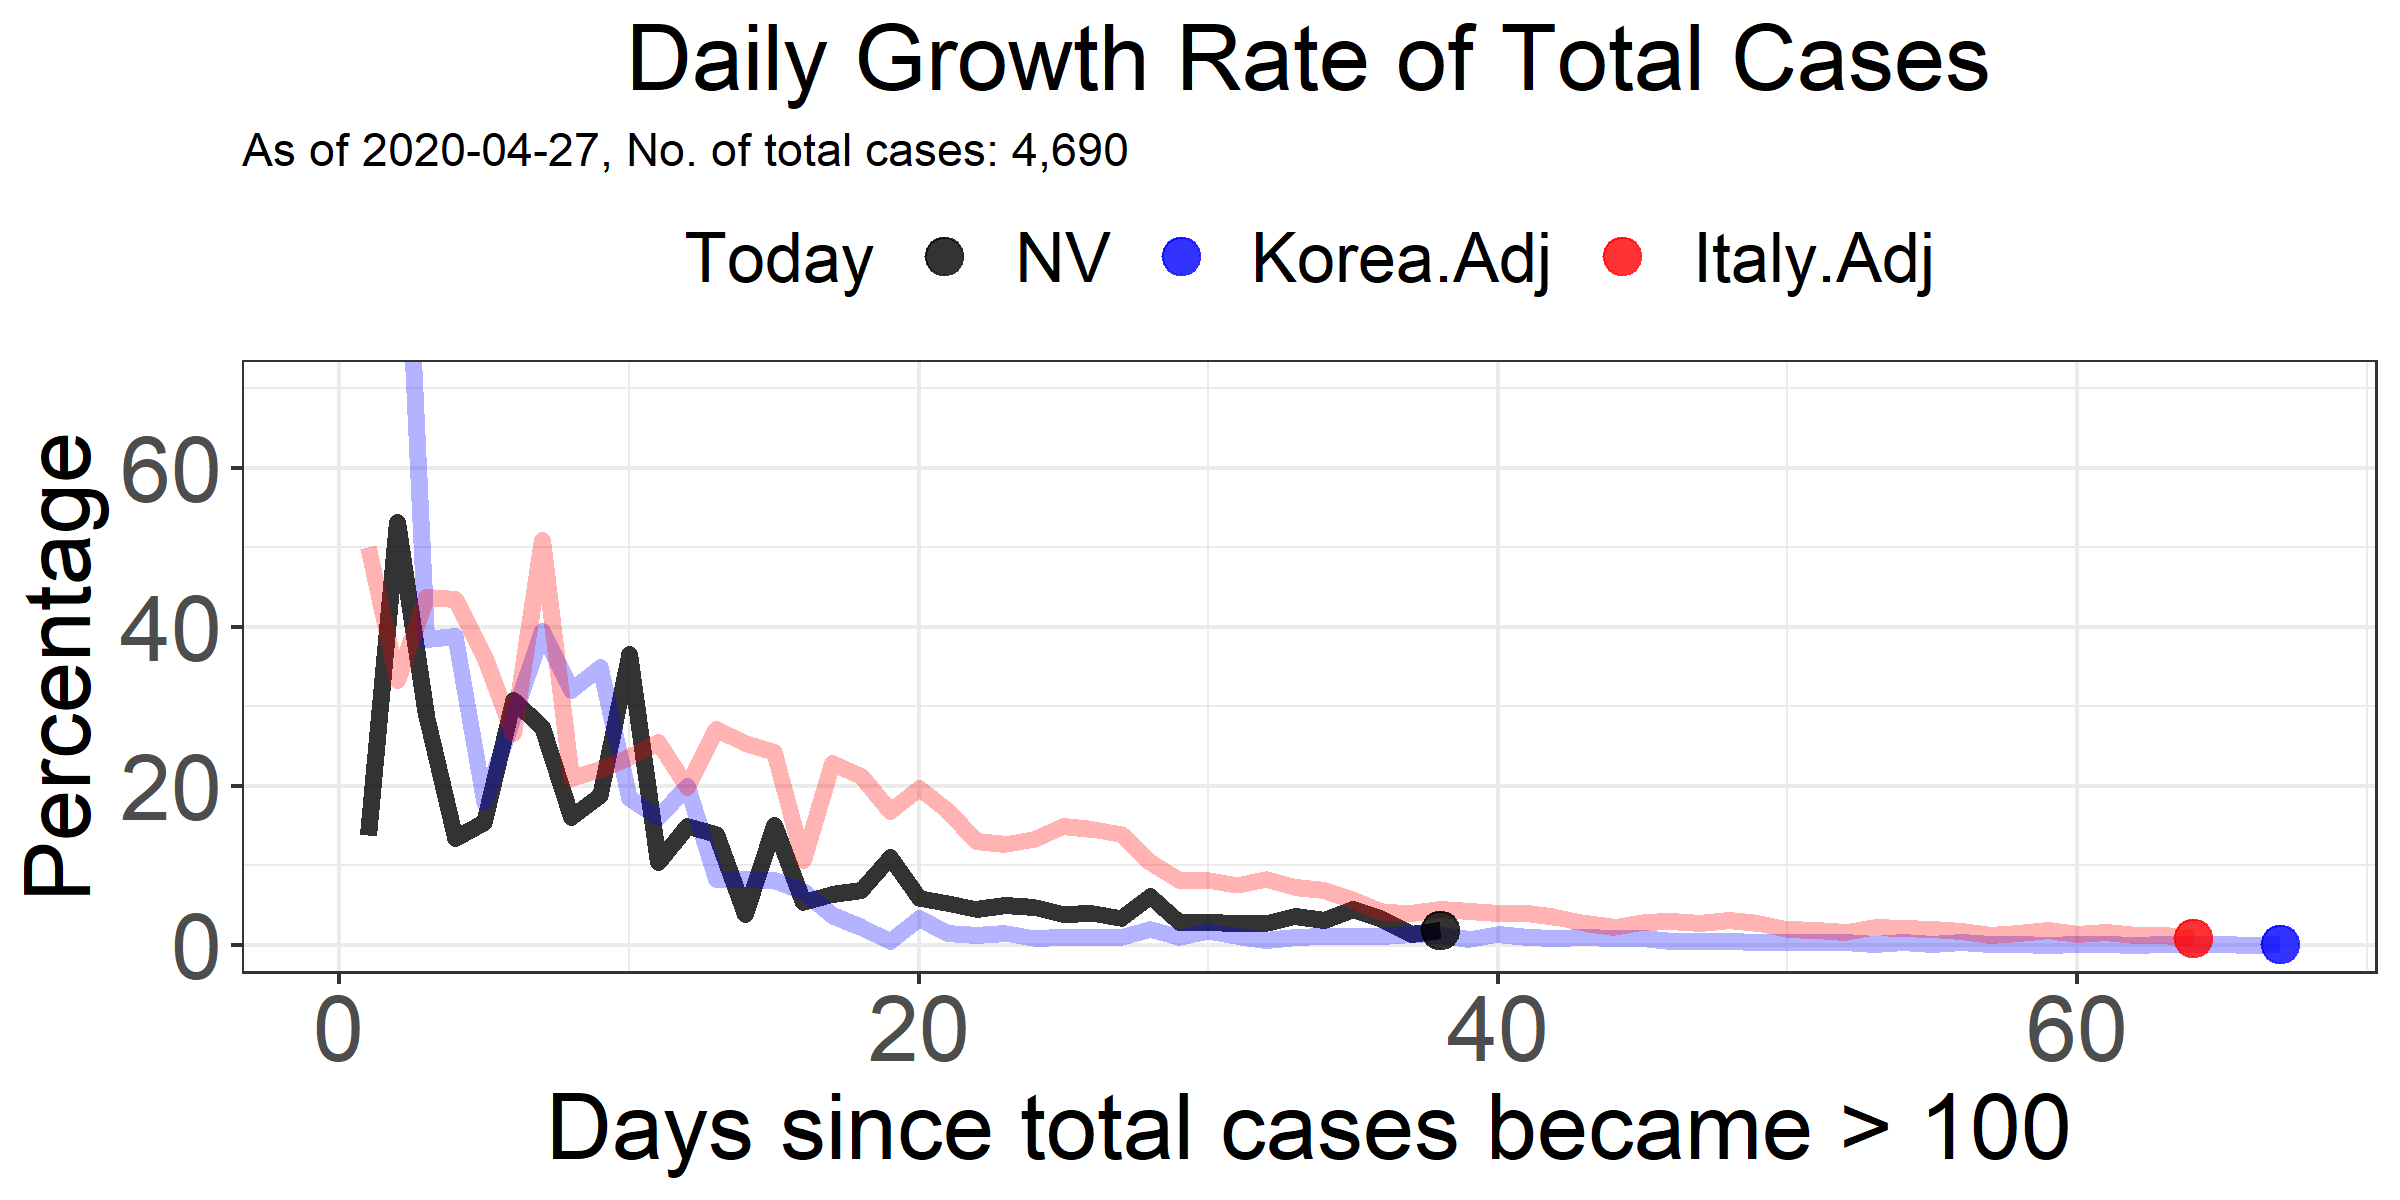 Daily Growth Rate of Total Cases
As of 2020-04-27, No. of total cases: 4,690
Today NV Korea.Adj Italy.Adj
Percentage
60
40
20
0
0 20 40 60
Days since total cases became > 100